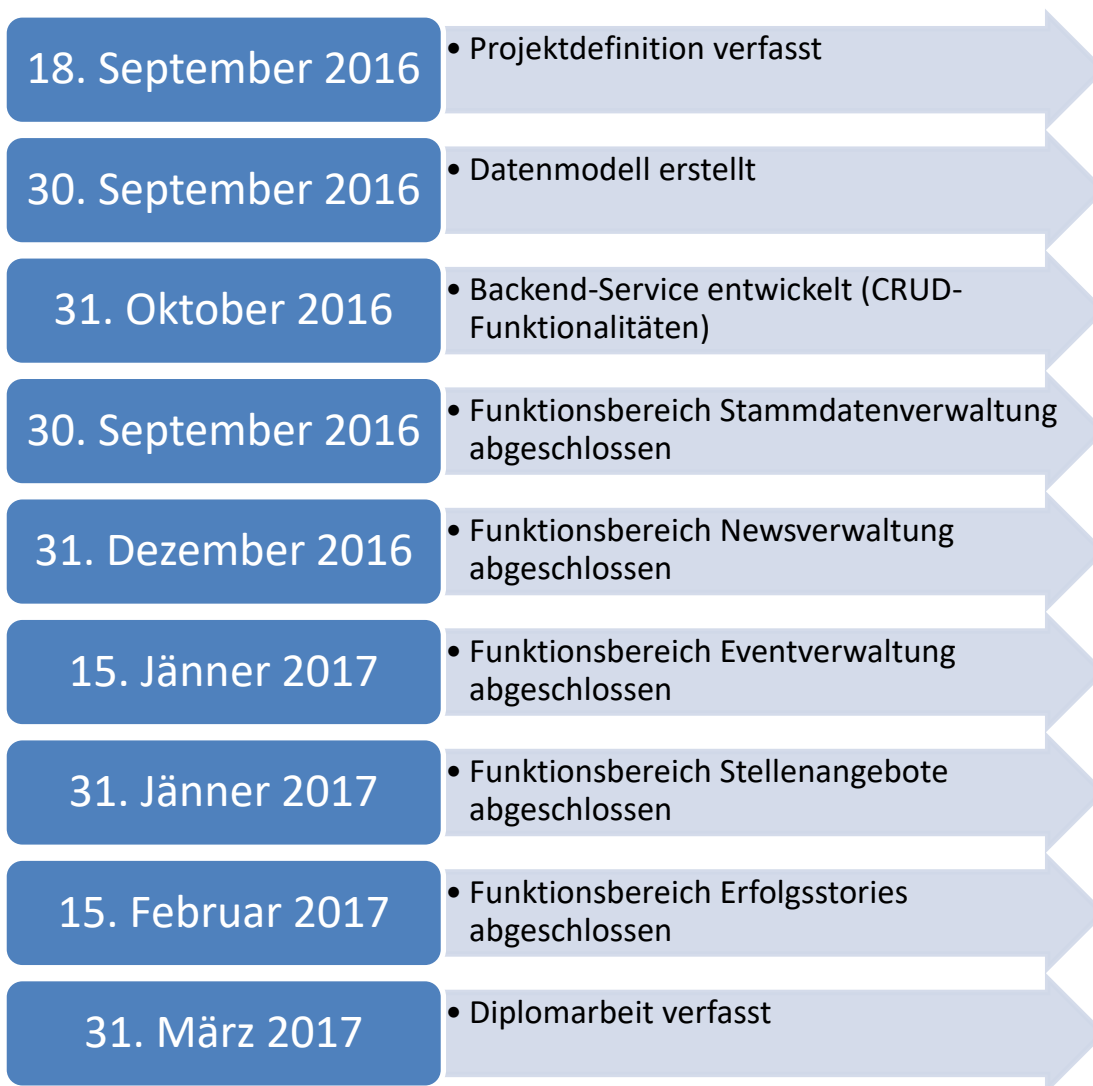 18. September 2016
• Projektdefinition verfasst
30. September 2016
• Datenmodell erstellt
31. Oktober 2016
• Backend-Service entwickelt (CRUD-
Funktionalitäten)
30. September 2016
• Funktionsbereich Stammdatenverwaltung
abgeschlossen
31. Dezember 2016
• Funktionsbereich Newsverwaltung
abgeschlossen
15. Jänner 2017
• Funktionsbereich Eventverwaltung
abgeschlossen
31. Jänner 2017
• Funktionsbereich Stellenangebote
abgeschlossen
15. Februar 2017
• Funktionsbereich Erfolgsstories
abgeschlossen
31. März 2017
• Diplomarbeit verfasst